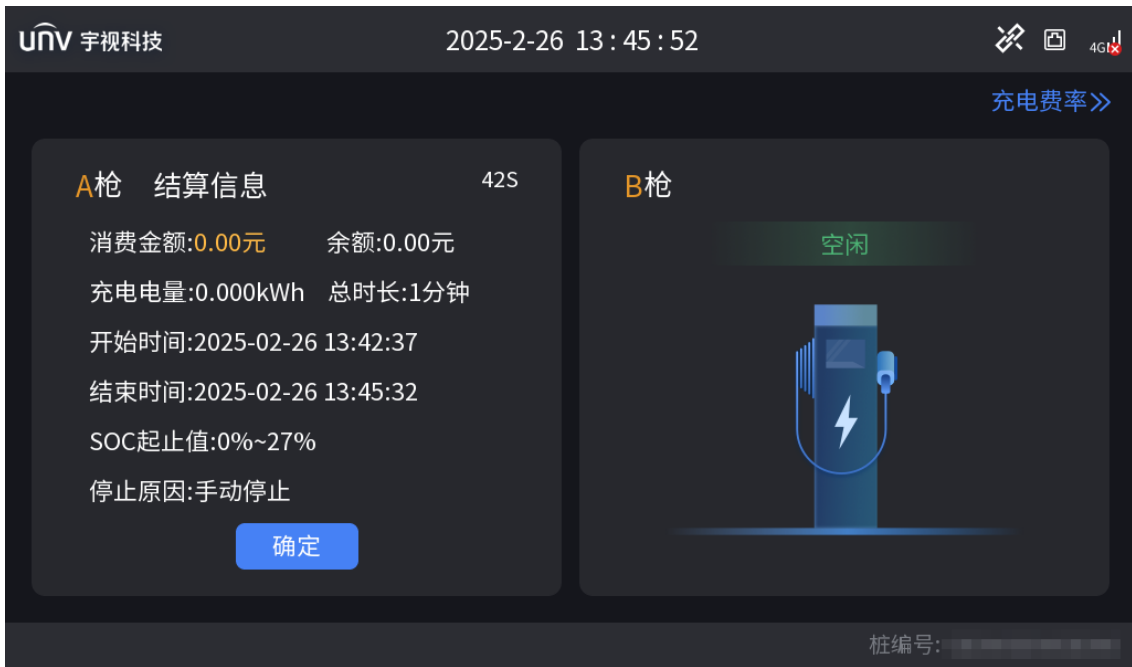 unv 宇视科技 2025-2-26 13:45:52 4G
充电费率
A枪 结算信息 42S
消费金额:0.00元 余额:0.00元
充电电量:0.000kWh 总时长:1分钟
开始时间:2025-02-26 13:42:37
结束时间:2025-02-26 13:45:32
SOC起止值:0%~27%
停止原因:手动停止
确定
B枪
空闲
桩编号: